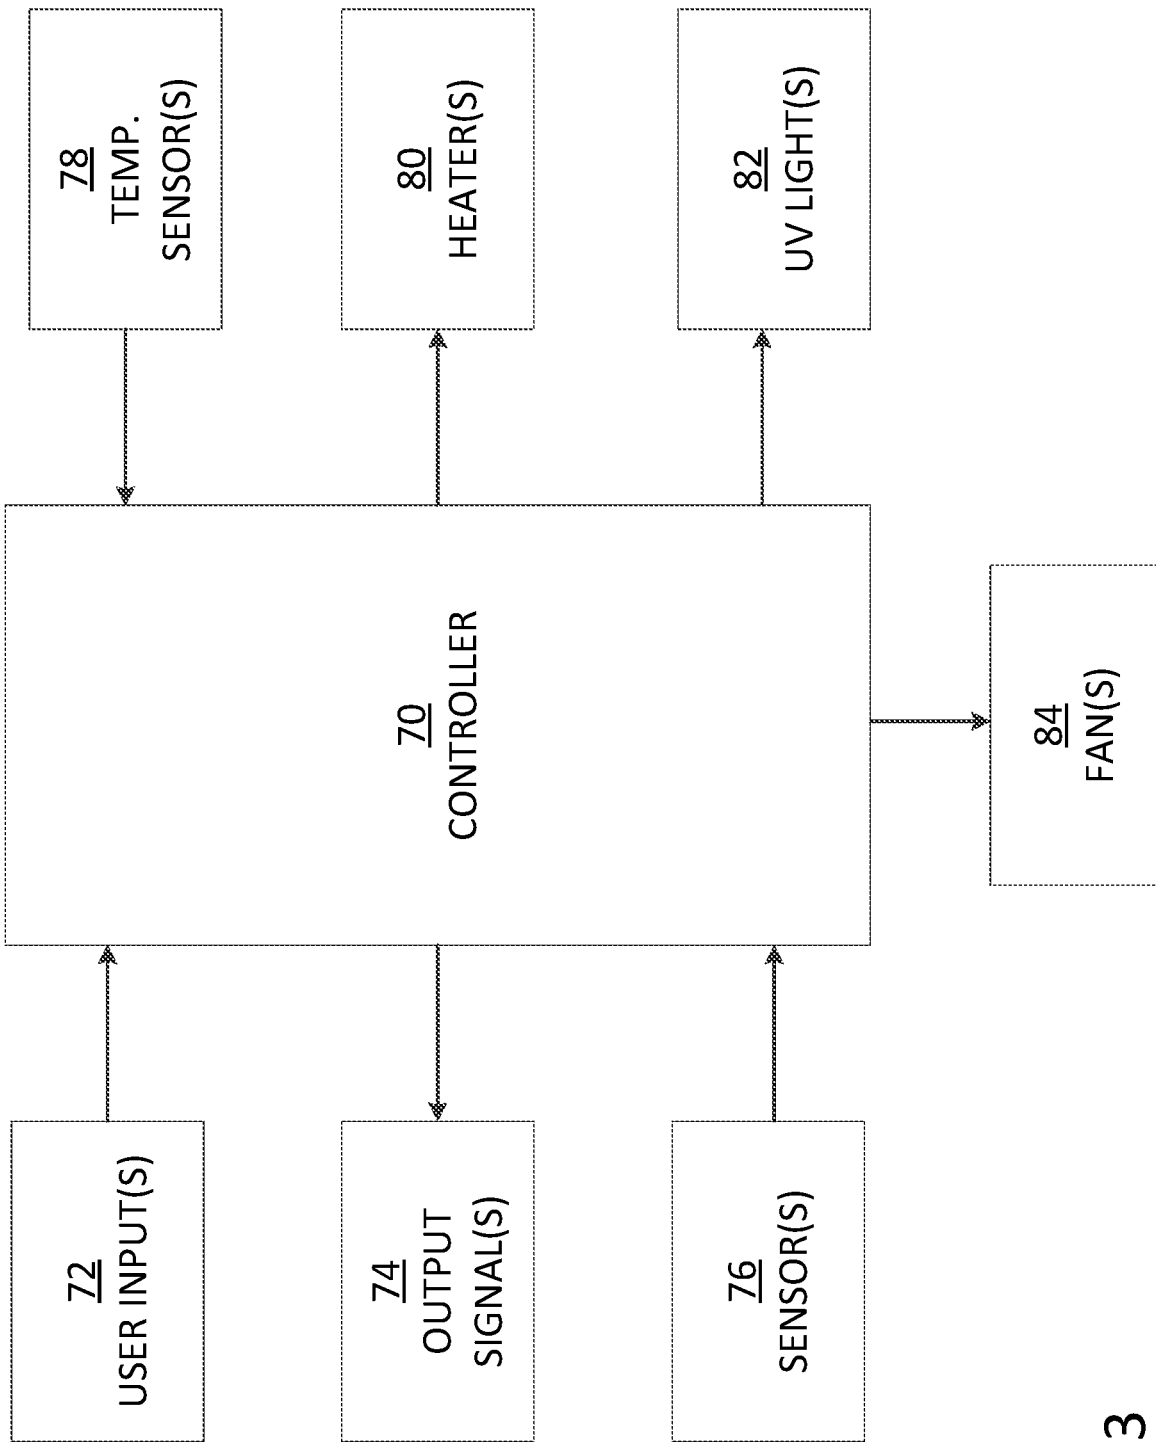 72
USER INPUT(S)
74
OUTPUT
SIGNAL(S)
76
SENSOR(S)
70
CONTROLLER
78
TEMP.
SENSOR(S)
80
HEATER(S)
82
UV LIGHT(S)
84
FAN(S)
3